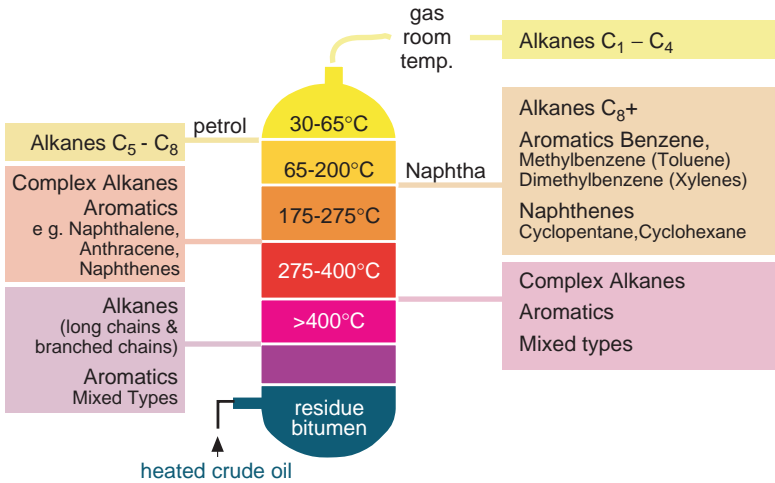 gas
room
temp.
Alkanes C₁ – C₄
petrol
Alkanes C₅ - C₈
30-65°C
65-200°C
175-275°C
275-400°C
>400°C
residue
bitumen
heated crude oil
Naphtha
Alkanes C₈+
Aromatics Benzene,
Methylbenzene (Toluene)
Dimethylbenzene (Xylenes)
Naphthenes
Cyclopentane,Cyclohexane
Complex Alkanes
Aromatics
e g. Naphthalene,
Anthracene,
Naphthenes
Complex Alkanes
Aromatics
Mixed types
Alkanes
(long chains &
branched chains)
Aromatics
Mixed Types